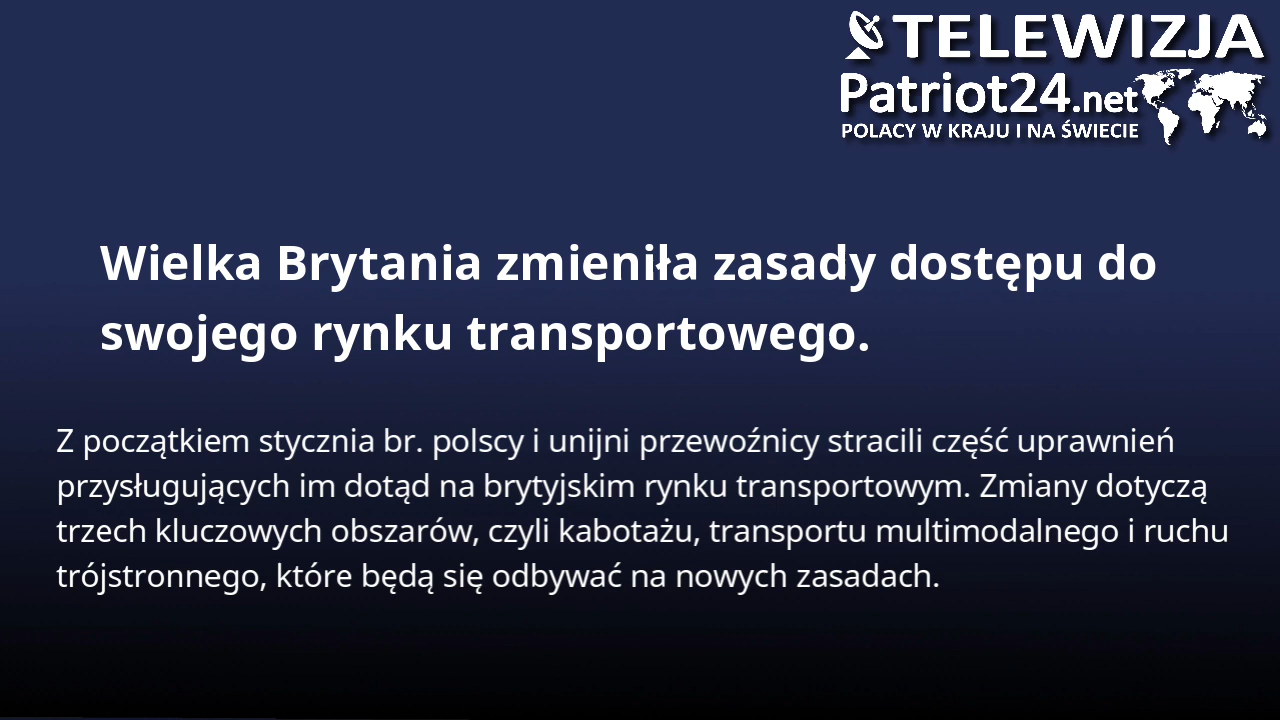 TELEWIZJA
Patriot24.net
POLACY W KRAJU I NA ŚWIECIE
Wielka Brytania zmieniła zasady dostępu do
swojego rynku transportowego.
Z początkiem stycznia br. polscy i unijni przewoźnicy stracili część uprawnień
przysługujących im dotąd na brytyjskim rynku transportowym. Zmiany dotyczą
trzech kluczowych obszarów, czyli kabotażu, transportu multimodalnego i ruchu
trójstronnego, które będą się odbywać na nowych zasadach.